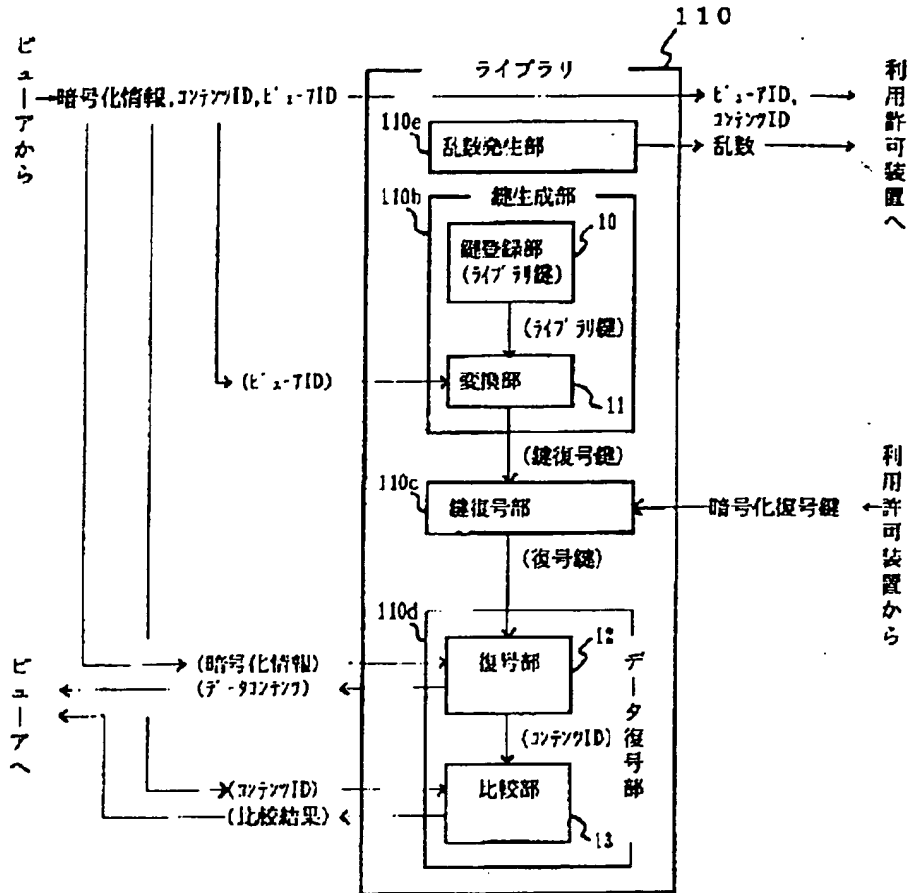 110
ライブラリ
ビューアから
暗号化情報,コンテンツID,ビューアID
ビューアID,
コンテンツID
乱数
利用許可装置へ
110e
乱数発生部
110b
鍵生成部
10
鍵登録部
(ライブラリ鍵)
(ライブラリ鍵)
(ビューアID)
変換部
11
(鍵復号鍵)
110c
鍵復号部
暗号化復号鍵
利用許可装置から
(復号鍵)
110d
12
(暗号化情報)
復号部
(データコンテンツ)
データ復号部
ビューアへ
(コンテンツID)
(コンテンツID)
比較部
(比較結果)
13